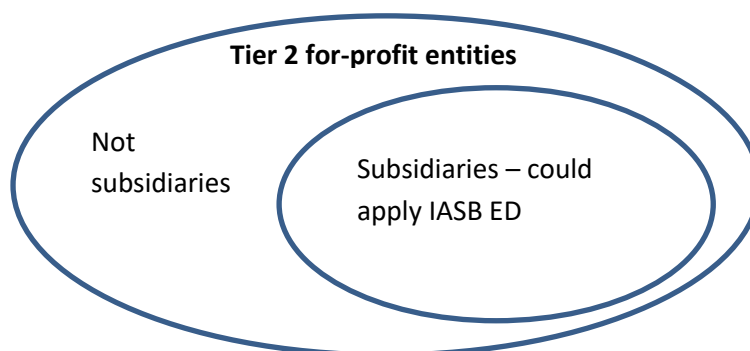 Tier 2 for-profit entities
Not
subsidiaries
Subsidiaries – could
apply IASB ED